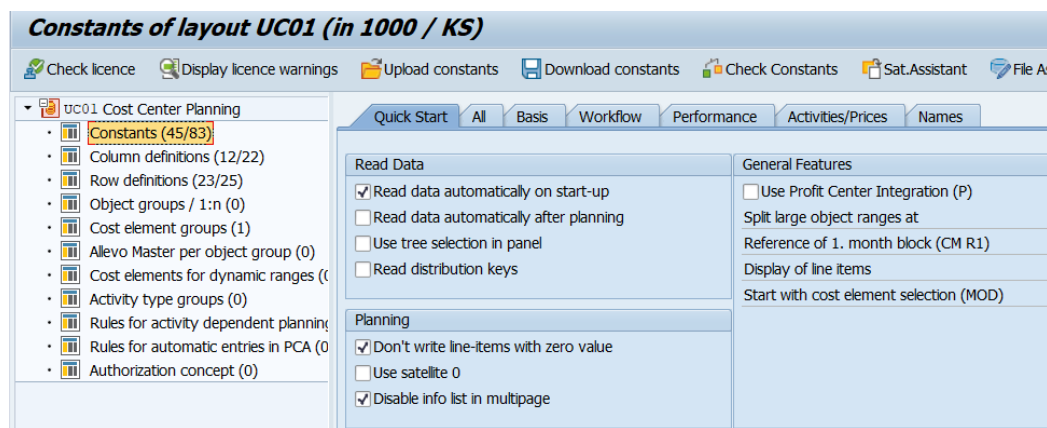 Constants of layout UC01 (in 1000 / KS)
Check licence Display licence warnings Upload constants Download constants Check Constants Sat.Assistant File A
UC01 Cost Center Planning
Constants (45/83)
Column definitions (12/22)
Row definitions (23/25)
Object groups / 1:n (0)
Cost element groups (1)
Allevo Master per object group (0)
Cost elements for dynamic ranges (
Activity type groups (0)
Rules for activity dependent planning
Rules for automatic entries in PCA (0
Authorization concept (0)
Quick Start All Basis Workflow Performance Activities/Prices Names
Read Data
Read data automatically on start-up
Read data automatically after planning
Use tree selection in panel
Read distribution keys
Planning
Don't write line-items with zero value
Use satellite 0
Disable info list in multipage
General Features
Use Profit Center Integration (P)
Split large object ranges at
Reference of 1. month block (CM R1)
Display of line items
Start with cost element selection (MOD)